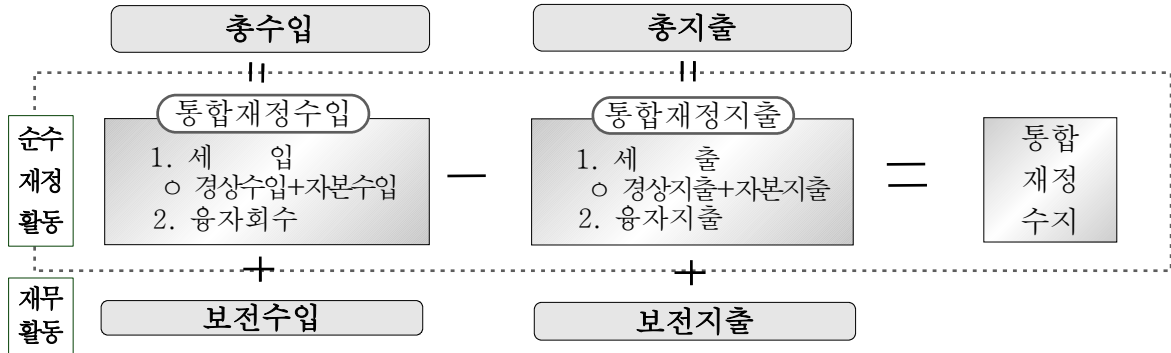 총수입
총지출
=
=
통합재정수입
통합재정지출
순수
재정
활동
1. 세 입
ㅇ 경상수입+자본수입
2. 융자회수
−
1. 세 출
ㅇ 경상지출+자본지출
2. 융자지출
=
통합
재정
수지
+
+
재무
활동
보전수입
보전지출